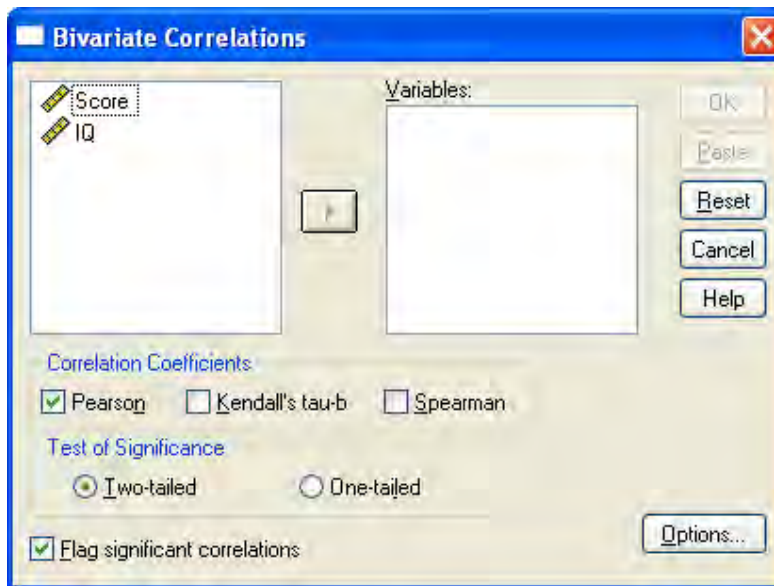 Bivariate Correlations
Score
IQ
Variables:
OK
Paste
Reset
Cancel
Help
Correlation Coefficients
Pearson Kendall's tau-b Spearman
Test of Significance
Two-tailed One-tailed
Flag significant correlations
Options...